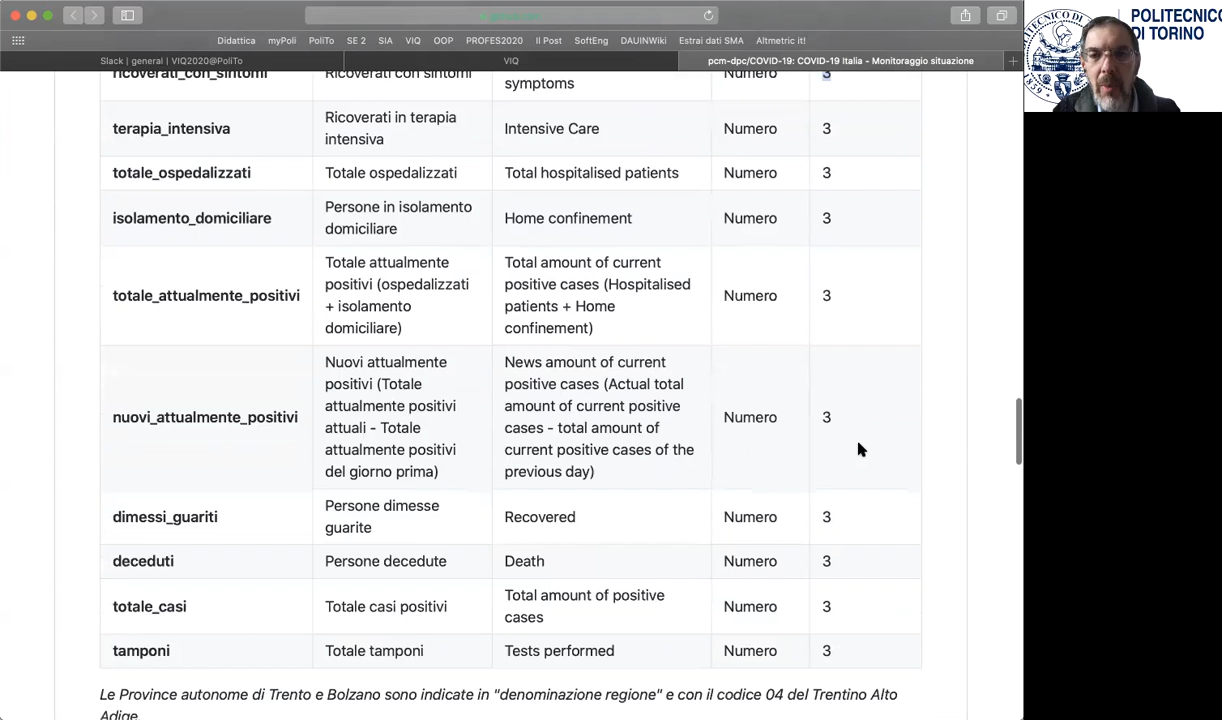 Didattica myPoli PoliTo SE 2 SIA VIQ OOP PROFES2020 Il Post SoftEng DAUINWiki Estrai dati SMA Altmetric it!
Slack | general | VIQ2020@PoliTo VIQ pcm-dpc/COVID-19: COVID-19 Italia - Monitoraggio situazione
POLITECNICO
DI TORINO
ricoverati_con_sintomi Ricoverati con sintomi symptoms Numero 3
terapia_intensiva Ricoverati in terapia Intensive Care Numero 3
intensiva
totale_ospedalizzati Totale ospedalizzati Total hospitalised patients Numero 3
isolamento_domiciliare Persone in isolamento Home confinement Numero 3
domiciliare
totale_attualmente_positivi Totale attualmente Total amount of current Numero 3
positivi (ospedalizzati positive cases (Hospitalised
+ isolamento patients + Home
domiciliare) confinement)
nuovi_attualmente_positivi Nuovi attualmente News amount of current Numero 3
positivi (Totale positive cases (Actual total
attualmente positivi amount of current positive
attuali - Totale cases - total amount of
attualmente positivi current positive cases of the
del giorno prima) previous day)
dimessi_guariti Persone dimesse Recovered Numero 3
guarite
deceduti Persone decedute Death Numero 3
totale_casi Totale casi positivi Total amount of positive Numero 3
cases
tamponi Totale tamponi Tests performed Numero 3
Le Province autonome di Trento e Bolzano sono indicate in "denominazione regione" e con il codice 04 del Trentino Alto
Adige.